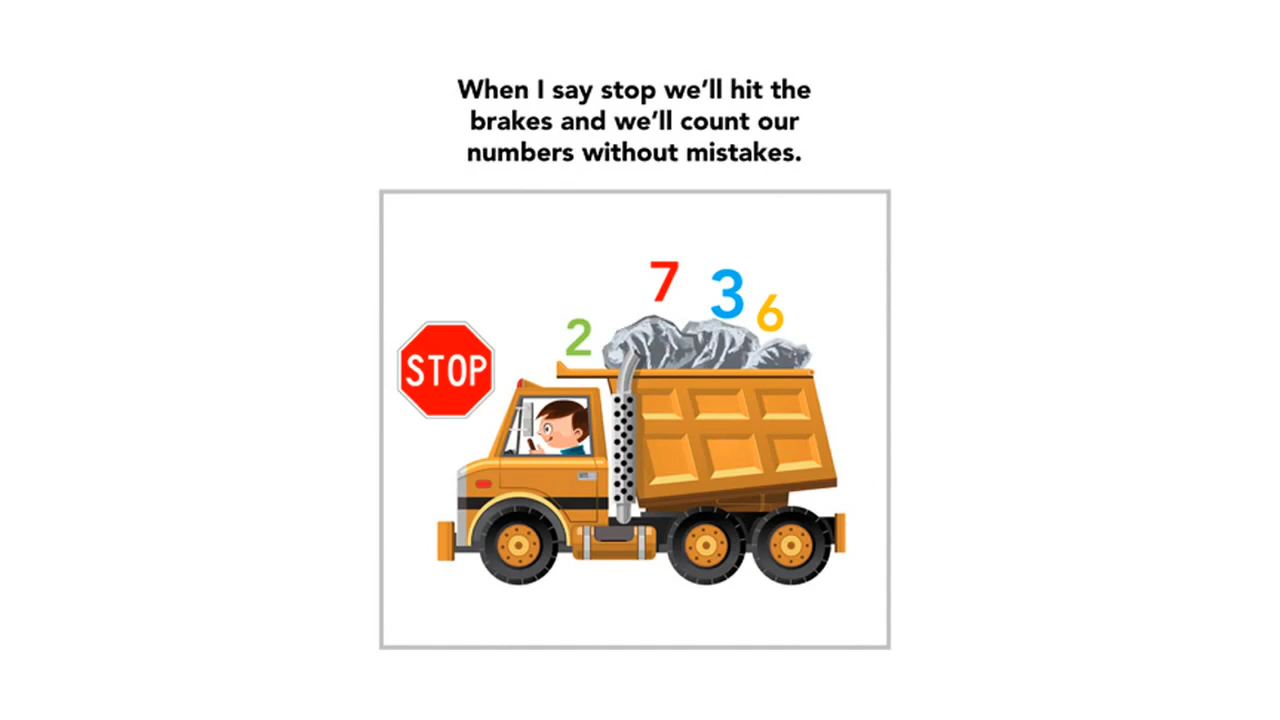 When I say stop we'll hit the
brakes and we'll count our
numbers without mistakes.
7
3
6
2
STOP